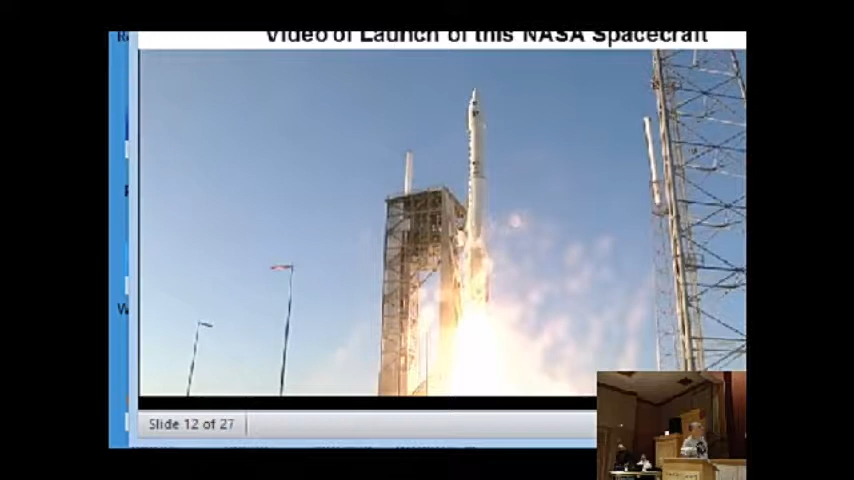 Video of Launch of this NASA Spacecraft
Slide 12 of 27